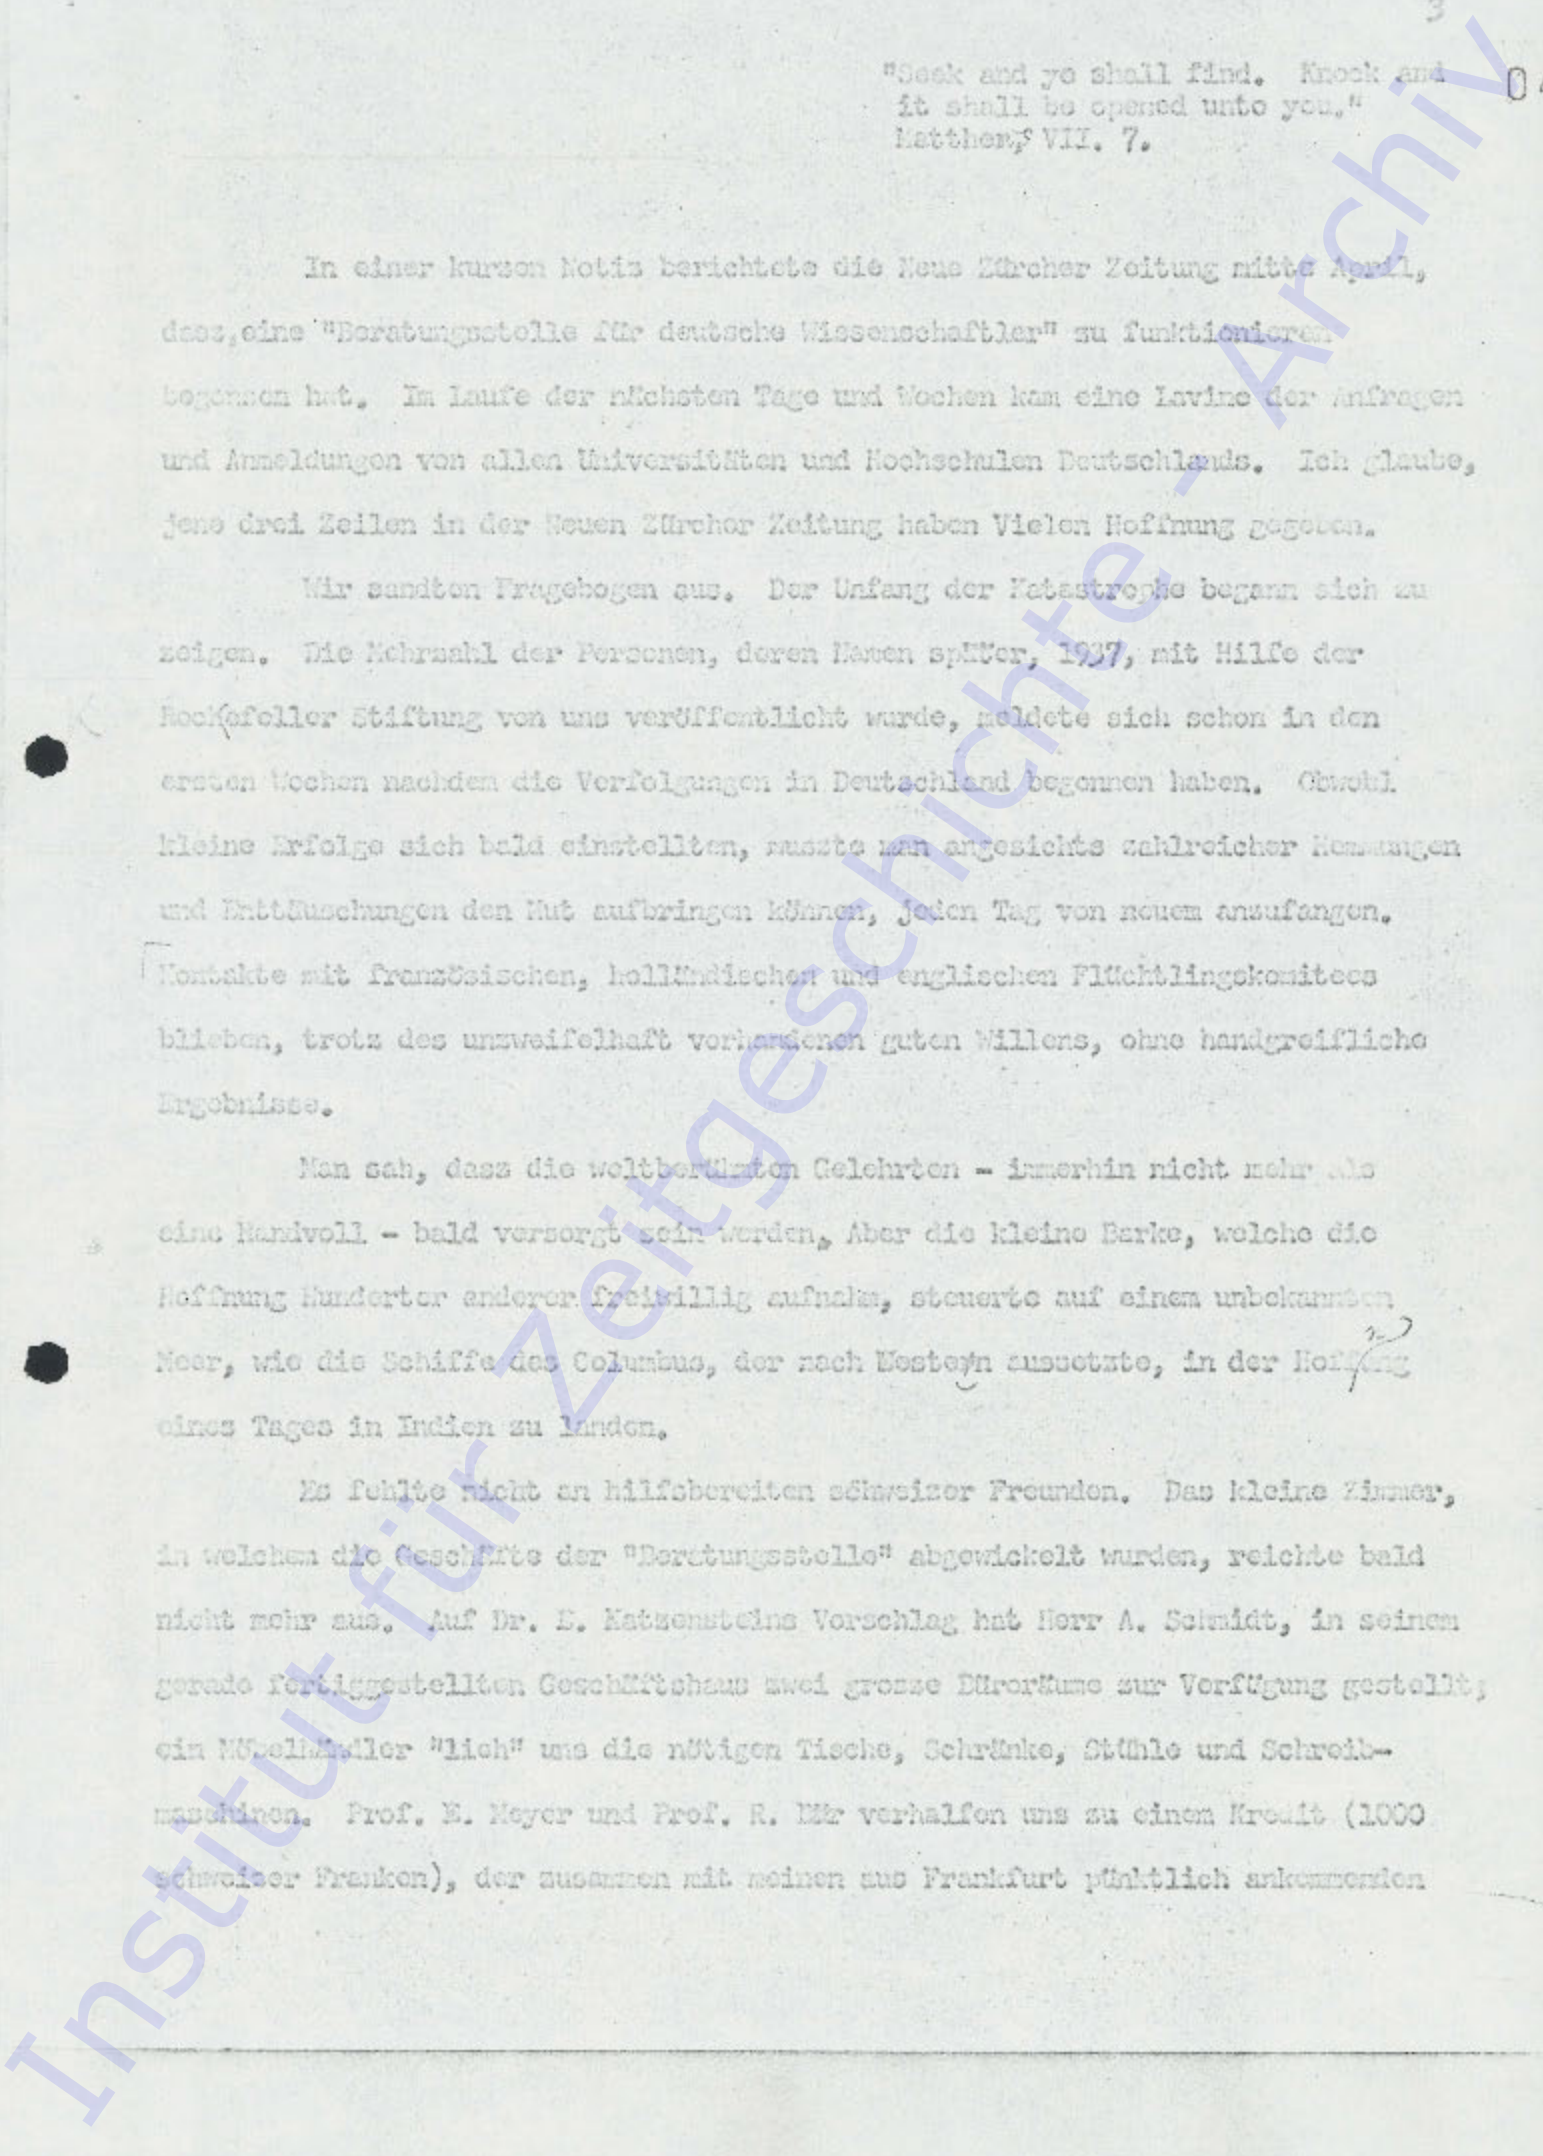 3
"Seek and ye shall find. Knock and
it shall be opened unto you."
Matthew, VII. 7.
04
In einer kurzen Notiz berichtete die Neue Zürcher Zeitung mitte April,
dasz, eine "Beratungsstelle für deutsche Wissenschaftler" zu funktionieren
begonnen hat. Im Laufe der nächsten Tage und Wochen kam eine Lavine der Anfragen
und Anmeldungen von allen Universitäten und Hochschulen Deutschlands. Ich glaube,
jene drei Zeilen in der Neuen Zürcher Zeitung haben Vielen Hoffnung gegeben.
Wir sandten Fragebogen aus. Der Umfang der Katastrophe begann sich zu
zeigen. Die Mehrzahl der Personen, deren Namen später, 1937, mit Hilfe der
Rockefeller Stiftung von uns veröffentlicht wurde, meldete sich schon in den
ersten Wochen nachdem die Verfolgungen in Deutschland begonnen haben. Obwohl
kleine Erfolge sich bald einstellten, muszte man angesichts zahlreicher Hemmungen
und Enttäuschungen den Mut aufbringen können, jeden Tag von neuem anzufangen.
Kontakte mit französischen, holländischen und englischen Flüchtlingskomitees
blieben, trotz des unzweifelhaft vorhandenen guten Willens, ohne handgreifliche
Ergebnisse.
Man sah, dasz die weltberühmten Gelehrten - immerhin nicht mehr als
eine Handvoll - bald versorgt sein werden. Aber die kleine Barke, welche die
Hoffnung Hunderter anderer freiwillig aufnahm, steuerte auf einem unbekannten
Meer, wie die Schiffe des Columbus, der nach Western aussetzte, in der Hoffung
eines Tages in Indien zu landen.
Es fehlte nicht an hilfsbereiten schweizer Freunden. Das kleine Zimmer,
in welchem die Geschäfte der "Beratungsstelle" abgewickelt wurden, reichte bald
nicht mehr aus. Auf Dr. E. Katzensteins Vorschlag hat Herr A. Schmidt, in seinem
gerade fertiggestellten Geschäftshaus zwei grosze Büroräume zur Verfügung gestellt;
ein Möbelhändler "lieh" uns die nötigen Tische, Schränke, Stühle und Schreib-
maschinen. Prof. E. Meyer und Prof. R. Bär verhalfen uns zu einem Kredit (1000
schweizer Franken), der zusammen mit meinen aus Frankfurt pünktlich ankommenden
Institut für Zeitgeschichte - Archiv